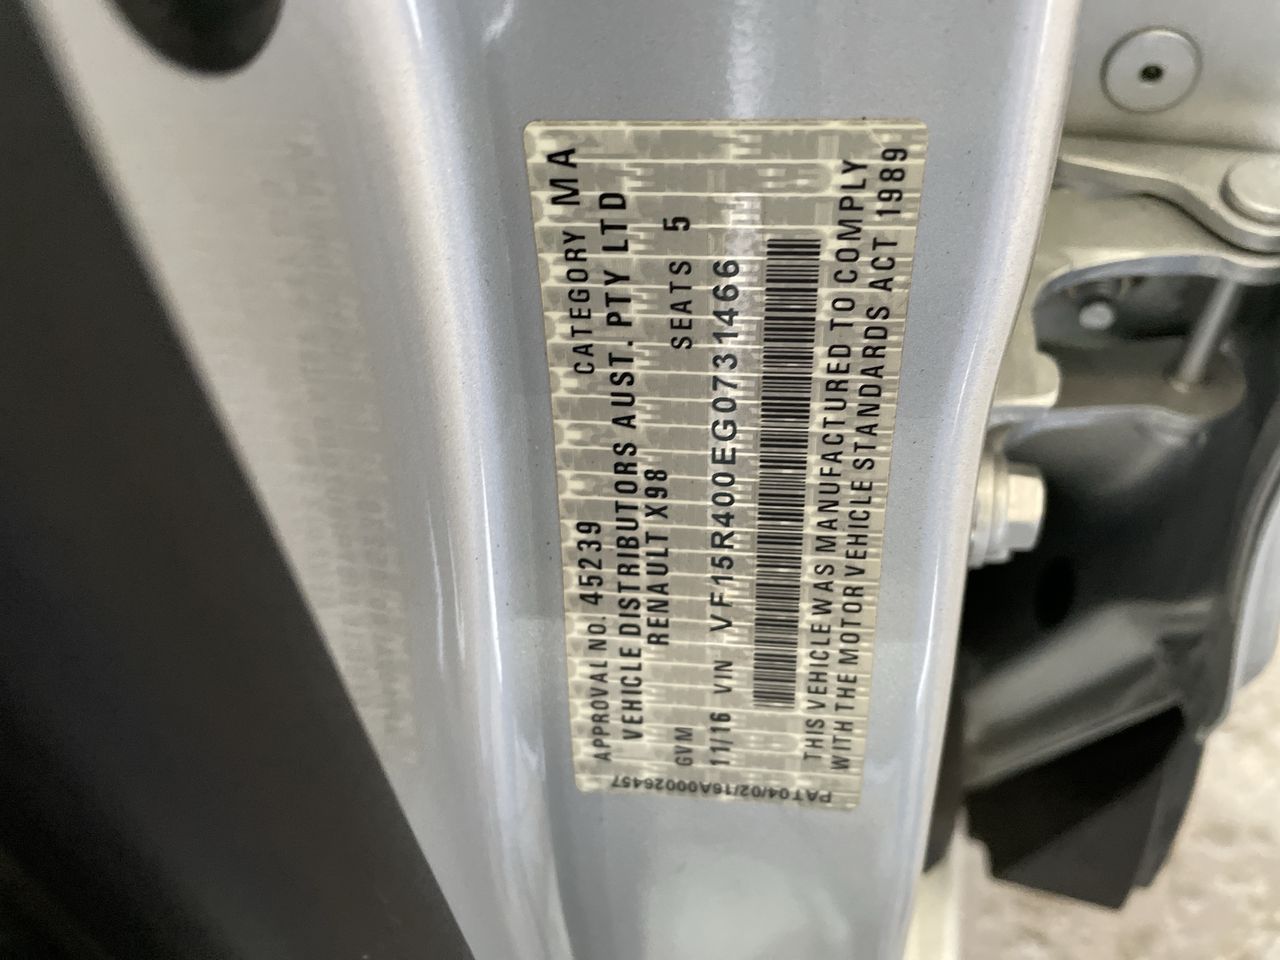 APPROVAL NO. 45239 CATEGORY MA
VEHICLE DISTRIBUTORS AUST. PTY LTD
RENAULT X98
GVM SEATS 5
11/16 VIN VF15R400EG0731466
THIS VEHICLE WAS MANUFACTURED TO COMPLY
WITH THE MOTOR VEHICLE STANDARDS ACT 1989
PAT04/02/16A00026457